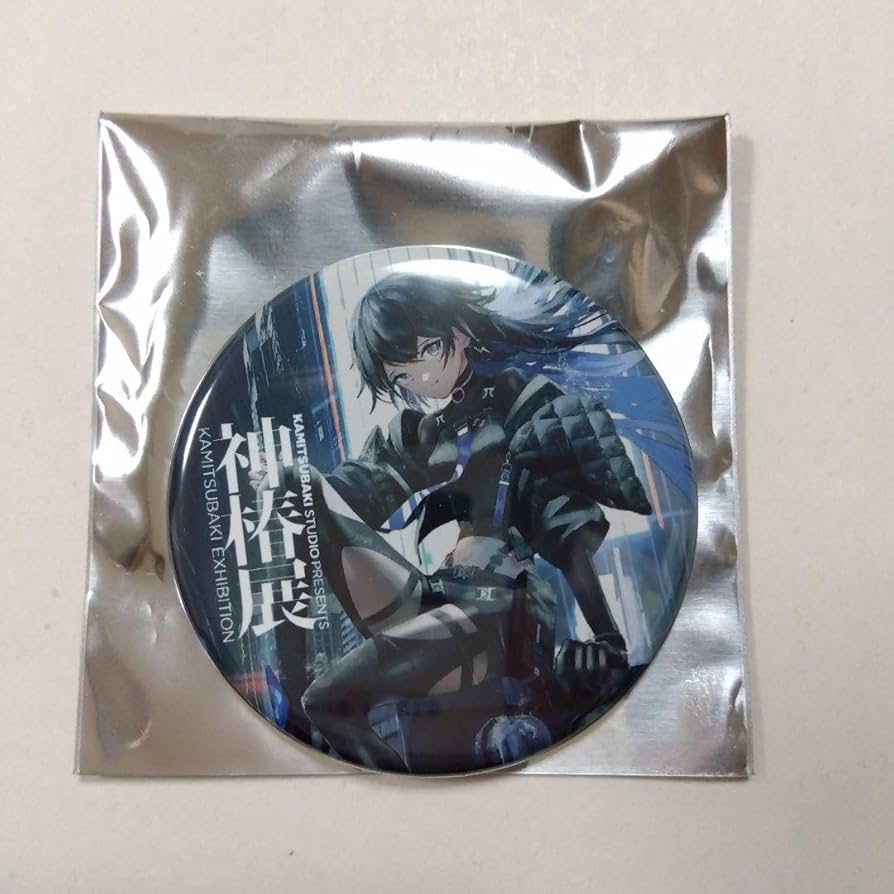 KAMITSUBAKI STUDIO PRESENTS
神椿展
KAMITSUBAKI EXHIBITION